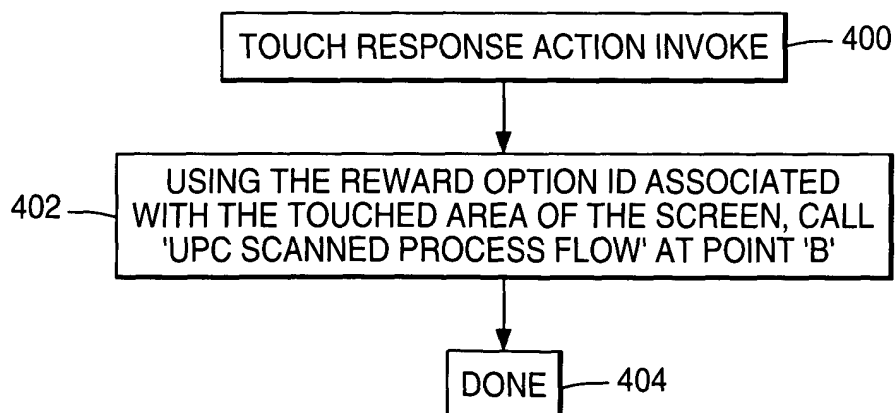 TOUCH RESPONSE ACTION INVOKE
400
402
USING THE REWARD OPTION ID ASSOCIATED
WITH THE TOUCHED AREA OF THE SCREEN, CALL
'UPC SCANNED PROCESS FLOW' AT POINT 'B'
DONE
404